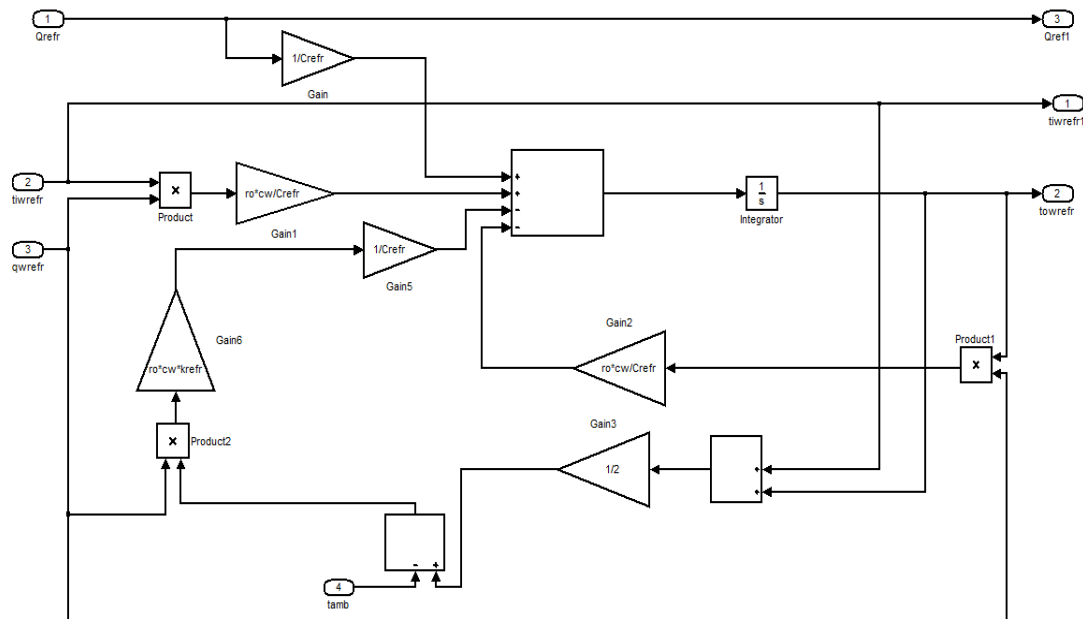 1
Qrefr
3
Qref1
1/Crefr
Gain
1
tiwrefr1
2
tiwrefr
×
Product
ro*cw/Crefr
Gain1
+
+
-
-
1
s
Integrator
2
towrefr
3
qwrefr
1/Crefr
Gain5
Gain2
ro*cw/Crefr
Product1
×
Gain6
ro*cw*krefr
×
Product2
Gain3
1/2
+
+
-
+
4
tamb